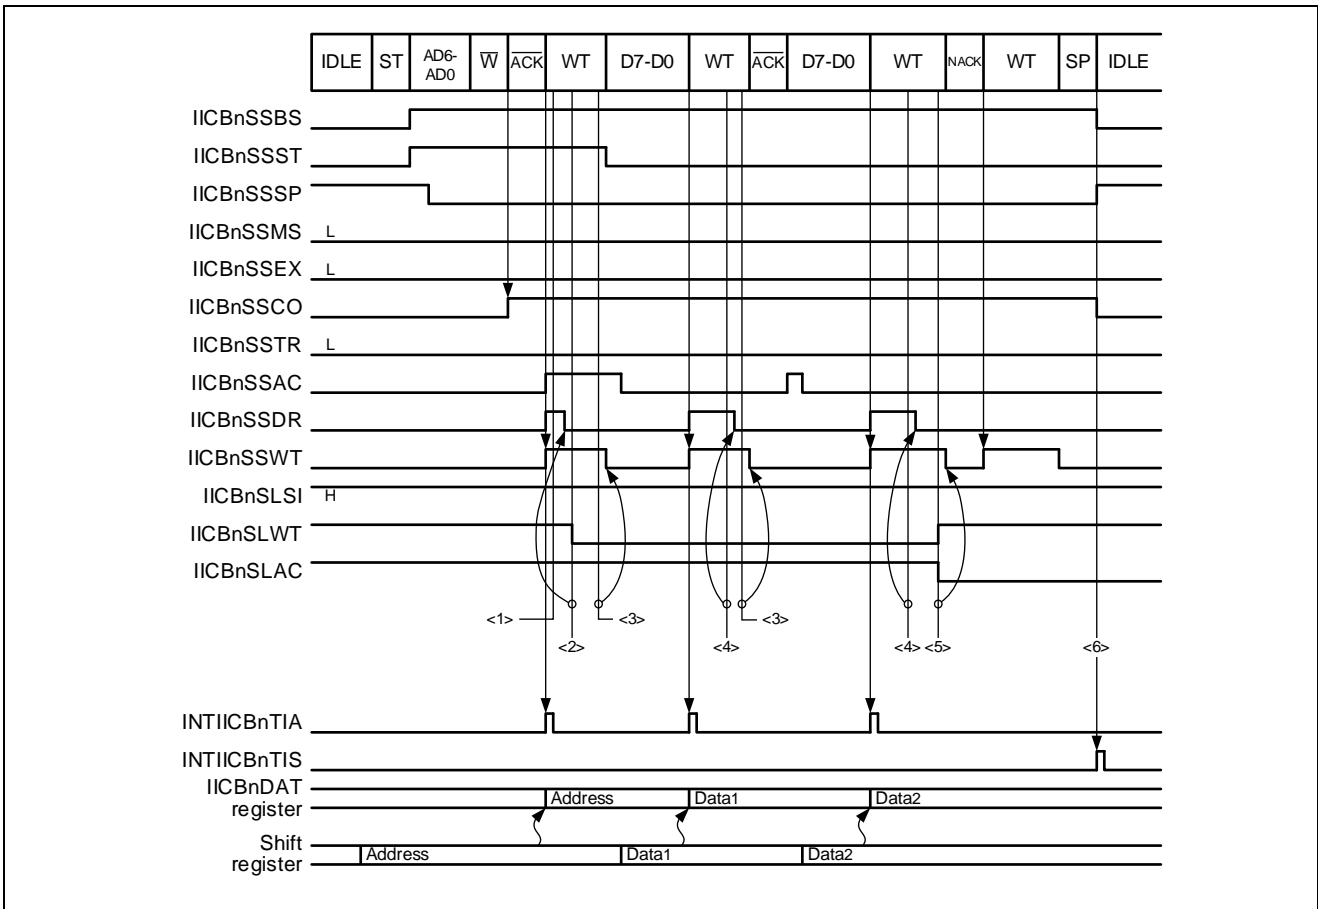 IDLE ST AD6-AD0 W ACK WT D7-D0 WT ACK D7-D0 WT NACK WT SP IDLE
IICBnSSBS
IICBnSSST
IICBnSSSP
IICBnSSMS L
IICBnSSEX L
IICBnSSCO
IICBnSSTR L
IICBnSSAC
IICBnSSDR
IICBnSSWT
IICBnSLSI H
IICBnSLWT
IICBnSLAC
<1> <3> <3>
<2> <4> <4> <5> <6>
INTIICBnTIA
INTIICBnTIS
IICBnDAT
register Address Data1 Data2
Shift
register Address Data1 Data2